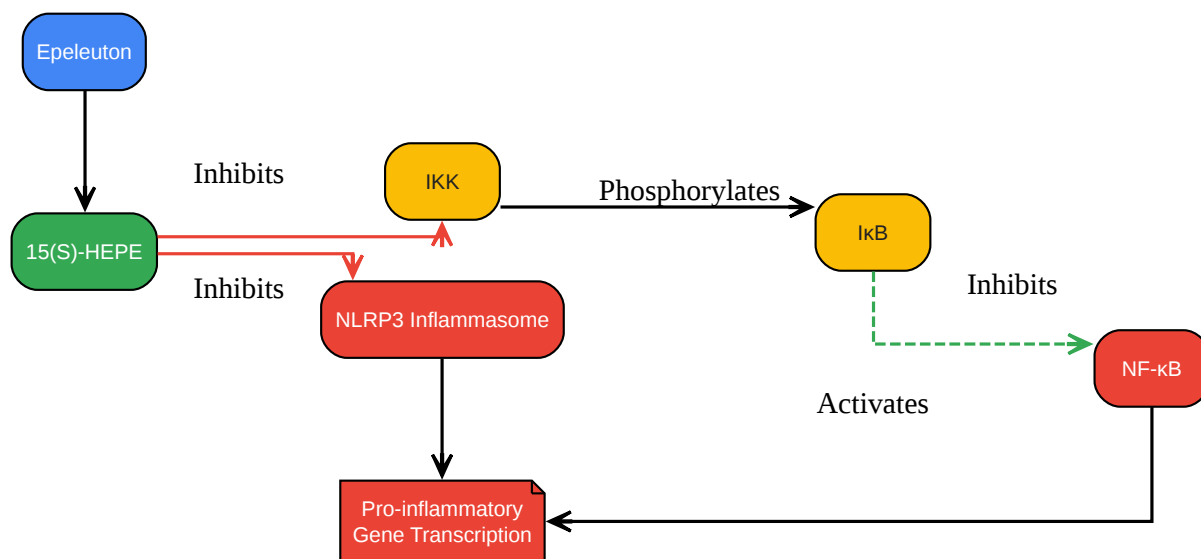 Epeleuton
Inhibits
IKK
Phosphorylates
IκB
15(S)-HEPE
Inhibits
Inhibits
NLRP3 Inflammasome
NF-κB
Activates
Pro-inflammatory
Gene Transcription